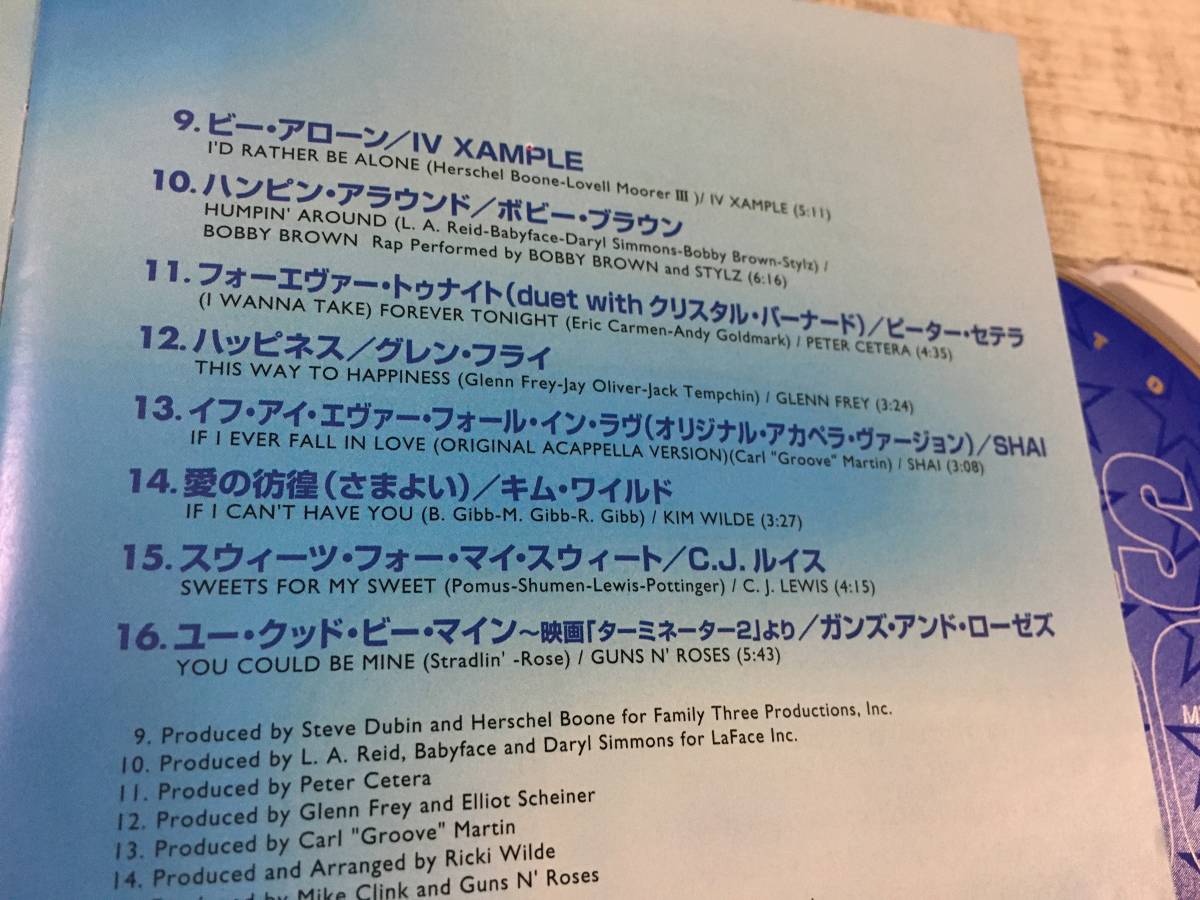 9. ビー・アローン／IV XAMPLE
I'D RATHER BE ALONE (Herschel Boone-Lovell Moorer III)/ IV XAMPLE (5:11)
10. ハンピン・アラウンド／ボビー・ブラウン
HUMPIN' AROUND (L. A. Reid-Babyface-Daryl Simmons-Bobby Brown-Stylz) /
BOBBY BROWN Rap Performed by BOBBY BROWN and STYLZ (6:16)
11. フォーエヴァー・トゥナイト(duet with クリスタル・バーナード)／ピーター・セテラ
(I WANNA TAKE) FOREVER TONIGHT (Eric Carmen-Andy Goldmark) / PETER CETERA (4:35)
12. ハッピネス／グレン・フライ
THIS WAY TO HAPPINESS (Glenn Frey-Jay Oliver-Jack Tempchin) / GLENN FREY (3:24)
13. イフ・アイ・エヴァー・フォール・イン・ラヴ(オリジナル・アカペラ・ヴァージョン)／SHAI
IF I EVER FALL IN LOVE (ORIGINAL ACAPPELLA VERSION)(Carl "Groove" Martin) / SHAI (3:08)
14. 愛の彷徨(さまよい)／キム・ワイルド
IF I CAN'T HAVE YOU (B. Gibb-M. Gibb-R. Gibb) / KIM WILDE (3:27)
15. スウィーツ・フォー・マイ・スウィート／C.J. ルイス
SWEETS FOR MY SWEET (Pomus-Shumen-Lewis-Pottinger) / C. J. LEWIS (4:15)
16. ユー・クッド・ビー・マイン〜映画「ターミネーター2」より／ガンズ・アンド・ローゼズ
YOU COULD BE MINE (Stradlin' -Rose) / GUNS N' ROSES (5:43)
9. Produced by Steve Dubin and Herschel Boone for Family Three Productions, Inc.
10. Produced by L. A. Reid, Babyface and Daryl Simmons for LaFace Inc.
11. Produced by Peter Cetera
12. Produced by Glenn Frey and Elliot Scheiner
13. Produced by Carl "Groove" Martin
14. Produced and Arranged by Ricki Wilde
by Mike Clink and Guns N' Roses
T O
S
M